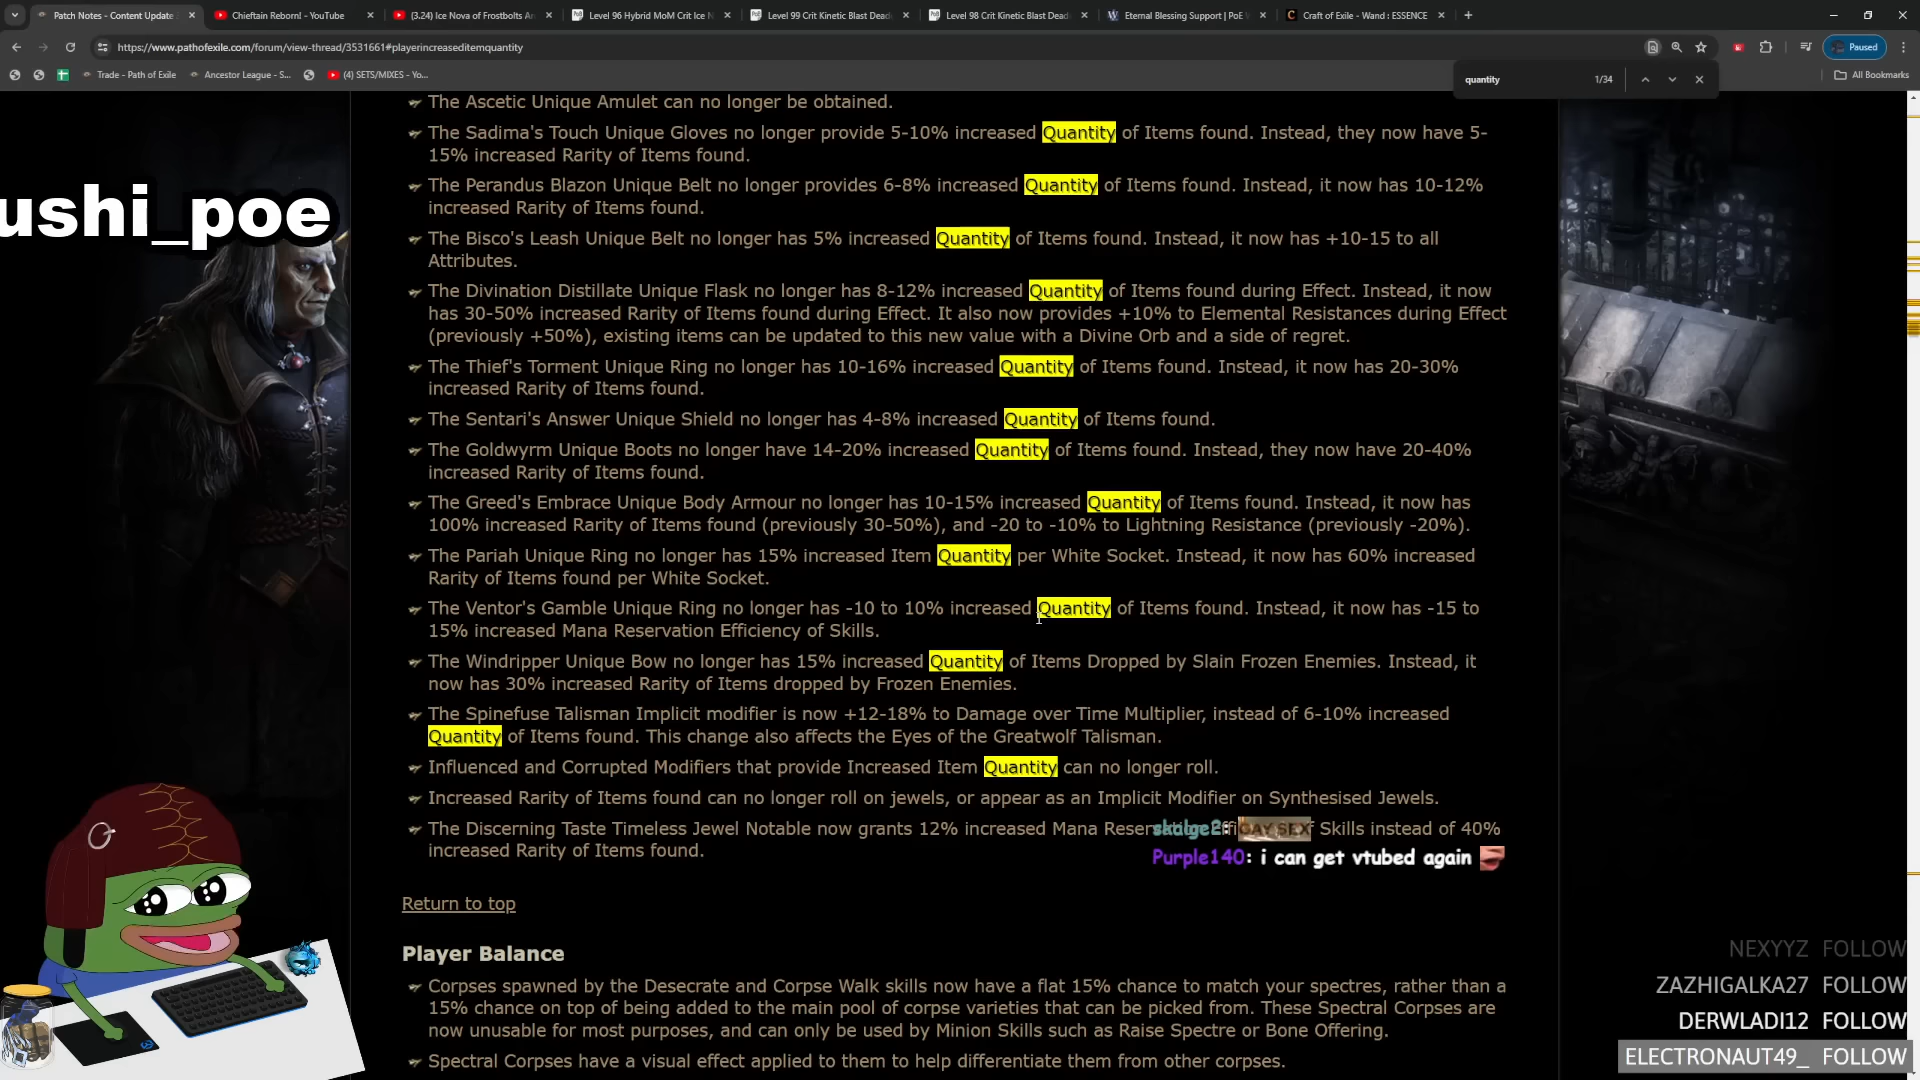 Patch Notes - Content Update
Chieftain Reborn! - YouTube
(3.24) Ice Nova of Frostbolts Ar
Level 96 Hybrid MoM Crit Ice N
Level 99 Crit Kinetic Blast Dead
Level 98 Crit Kinetic Blast Dead
Eternal Blessing Support | PoE
Craft of Exile - Wand : ESSENCE
https://www.pathofexile.com/forum/view-thread/3531661#playerincreaseditemquantity
Paused
Trade - Path of Exile
Ancestor League - S...
(4) SETS/MIXES - Yo...
quantity
1/34
All Bookmarks
The Ascetic Unique Amulet can no longer be obtained.
The Sadima's Touch Unique Gloves no longer provide 5-10% increased Quantity of Items found. Instead, they now have 5-
15% increased Rarity of Items found.
The Perandus Blazon Unique Belt no longer provides 6-8% increased Quantity of Items found. Instead, it now has 10-12%
increased Rarity of Items found.
The Bisco's Leash Unique Belt no longer has 5% increased Quantity of Items found. Instead, it now has +10-15 to all
Attributes.
The Divination Distillate Unique Flask no longer has 8-12% increased Quantity of Items found during Effect. Instead, it now
has 30-50% increased Rarity of Items found during Effect. It also now provides +10% to Elemental Resistances during Effect
(previously +50%), existing items can be updated to this new value with a Divine Orb and a side of regret.
The Thief's Torment Unique Ring no longer has 10-16% increased Quantity of Items found. Instead, it now has 20-30%
increased Rarity of Items found.
The Sentari's Answer Unique Shield no longer has 4-8% increased Quantity of Items found.
The Goldwyrm Unique Boots no longer have 14-20% increased Quantity of Items found. Instead, they now have 20-40%
increased Rarity of Items found.
The Greed's Embrace Unique Body Armour no longer has 10-15% increased Quantity of Items found. Instead, it now has
100% increased Rarity of Items found (previously 30-50%), and -20 to -10% to Lightning Resistance (previously -20%).
The Pariah Unique Ring no longer has 15% increased Item Quantity per White Socket. Instead, it now has 60% increased
Rarity of Items found per White Socket.
The Ventor's Gamble Unique Ring no longer has -10 to 10% increased Quantity of Items found. Instead, it now has -15 to
15% increased Mana Reservation Efficiency of Skills.
The Windripper Unique Bow no longer has 15% increased Quantity of Items Dropped by Slain Frozen Enemies. Instead, it
now has 30% increased Rarity of Items dropped by Frozen Enemies.
The Spinefuse Talisman Implicit modifier is now +12-18% to Damage over Time Multiplier, instead of 6-10% increased
Quantity of Items found. This change also affects the Eyes of the Greatwolf Talisman.
Influenced and Corrupted Modifiers that provide Increased Item Quantity can no longer roll.
Increased Rarity of Items found can no longer roll on jewels, or appear as an Implicit Modifier on Synthesised Jewels.
The Discerning Taste Timeless Jewel Notable now grants 12% increased Mana Skills instead of 40%
increased Rarity of Items found.
skalge2: GAY SEX
Purple140: i can get vtubed again
Return to top
Player Balance
Corpses spawned by the Desecrate and Corpse Walk skills now have a flat 15% chance to match your spectres, rather than a
15% chance on top of being added to the main pool of corpse varieties that can be picked from. These Spectral Corpses are
now unusable for most purposes, and can only be used by Minion Skills such as Raise Spectre or Bone Offering.
Spectral Corpses have a visual effect applied to them to help differentiate them from other corpses.
ushi_poe
NEXYYZ FOLLOW
ZAZHIGALKA27 FOLLOW
DERWLADI12 FOLLOW
ELECTRONAUT49_ FOLLOW